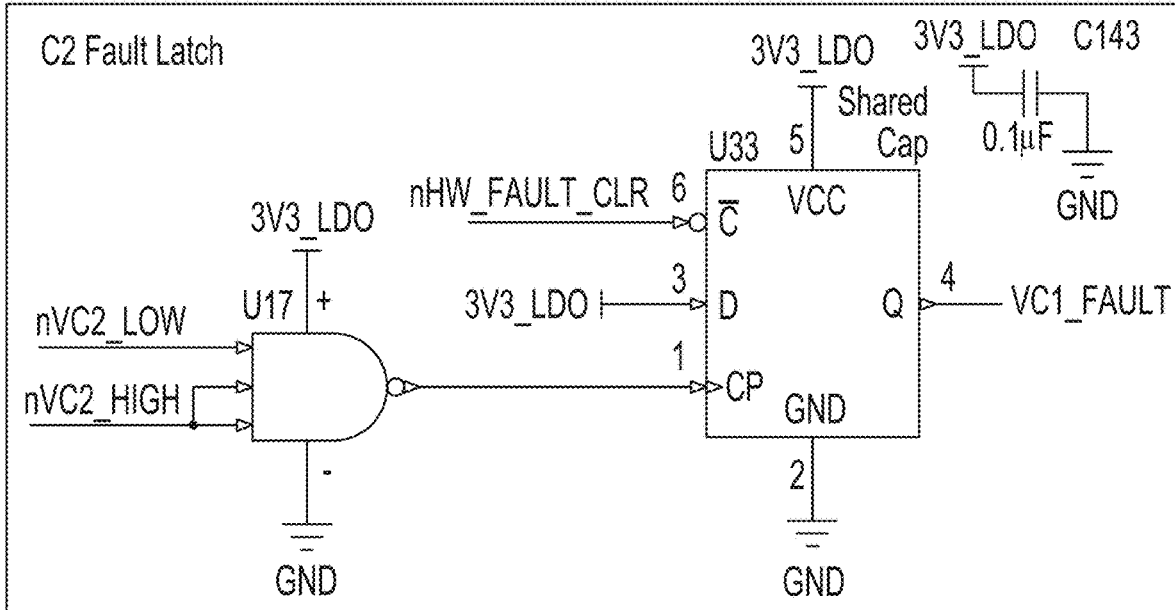 C2 Fault Latch
3V3_LDO
Shared
Cap
3V3_LDO
C143
0.1µF
GND
U33
5
VCC
nHW_FAULT_CLR
6
C̅
3V3_LDO
3
D
Q
4
VC1_FAULT
3V3_LDO
U17
+
nVC2_LOW
nVC2_HIGH
-
GND
1
CP
GND
2
GND